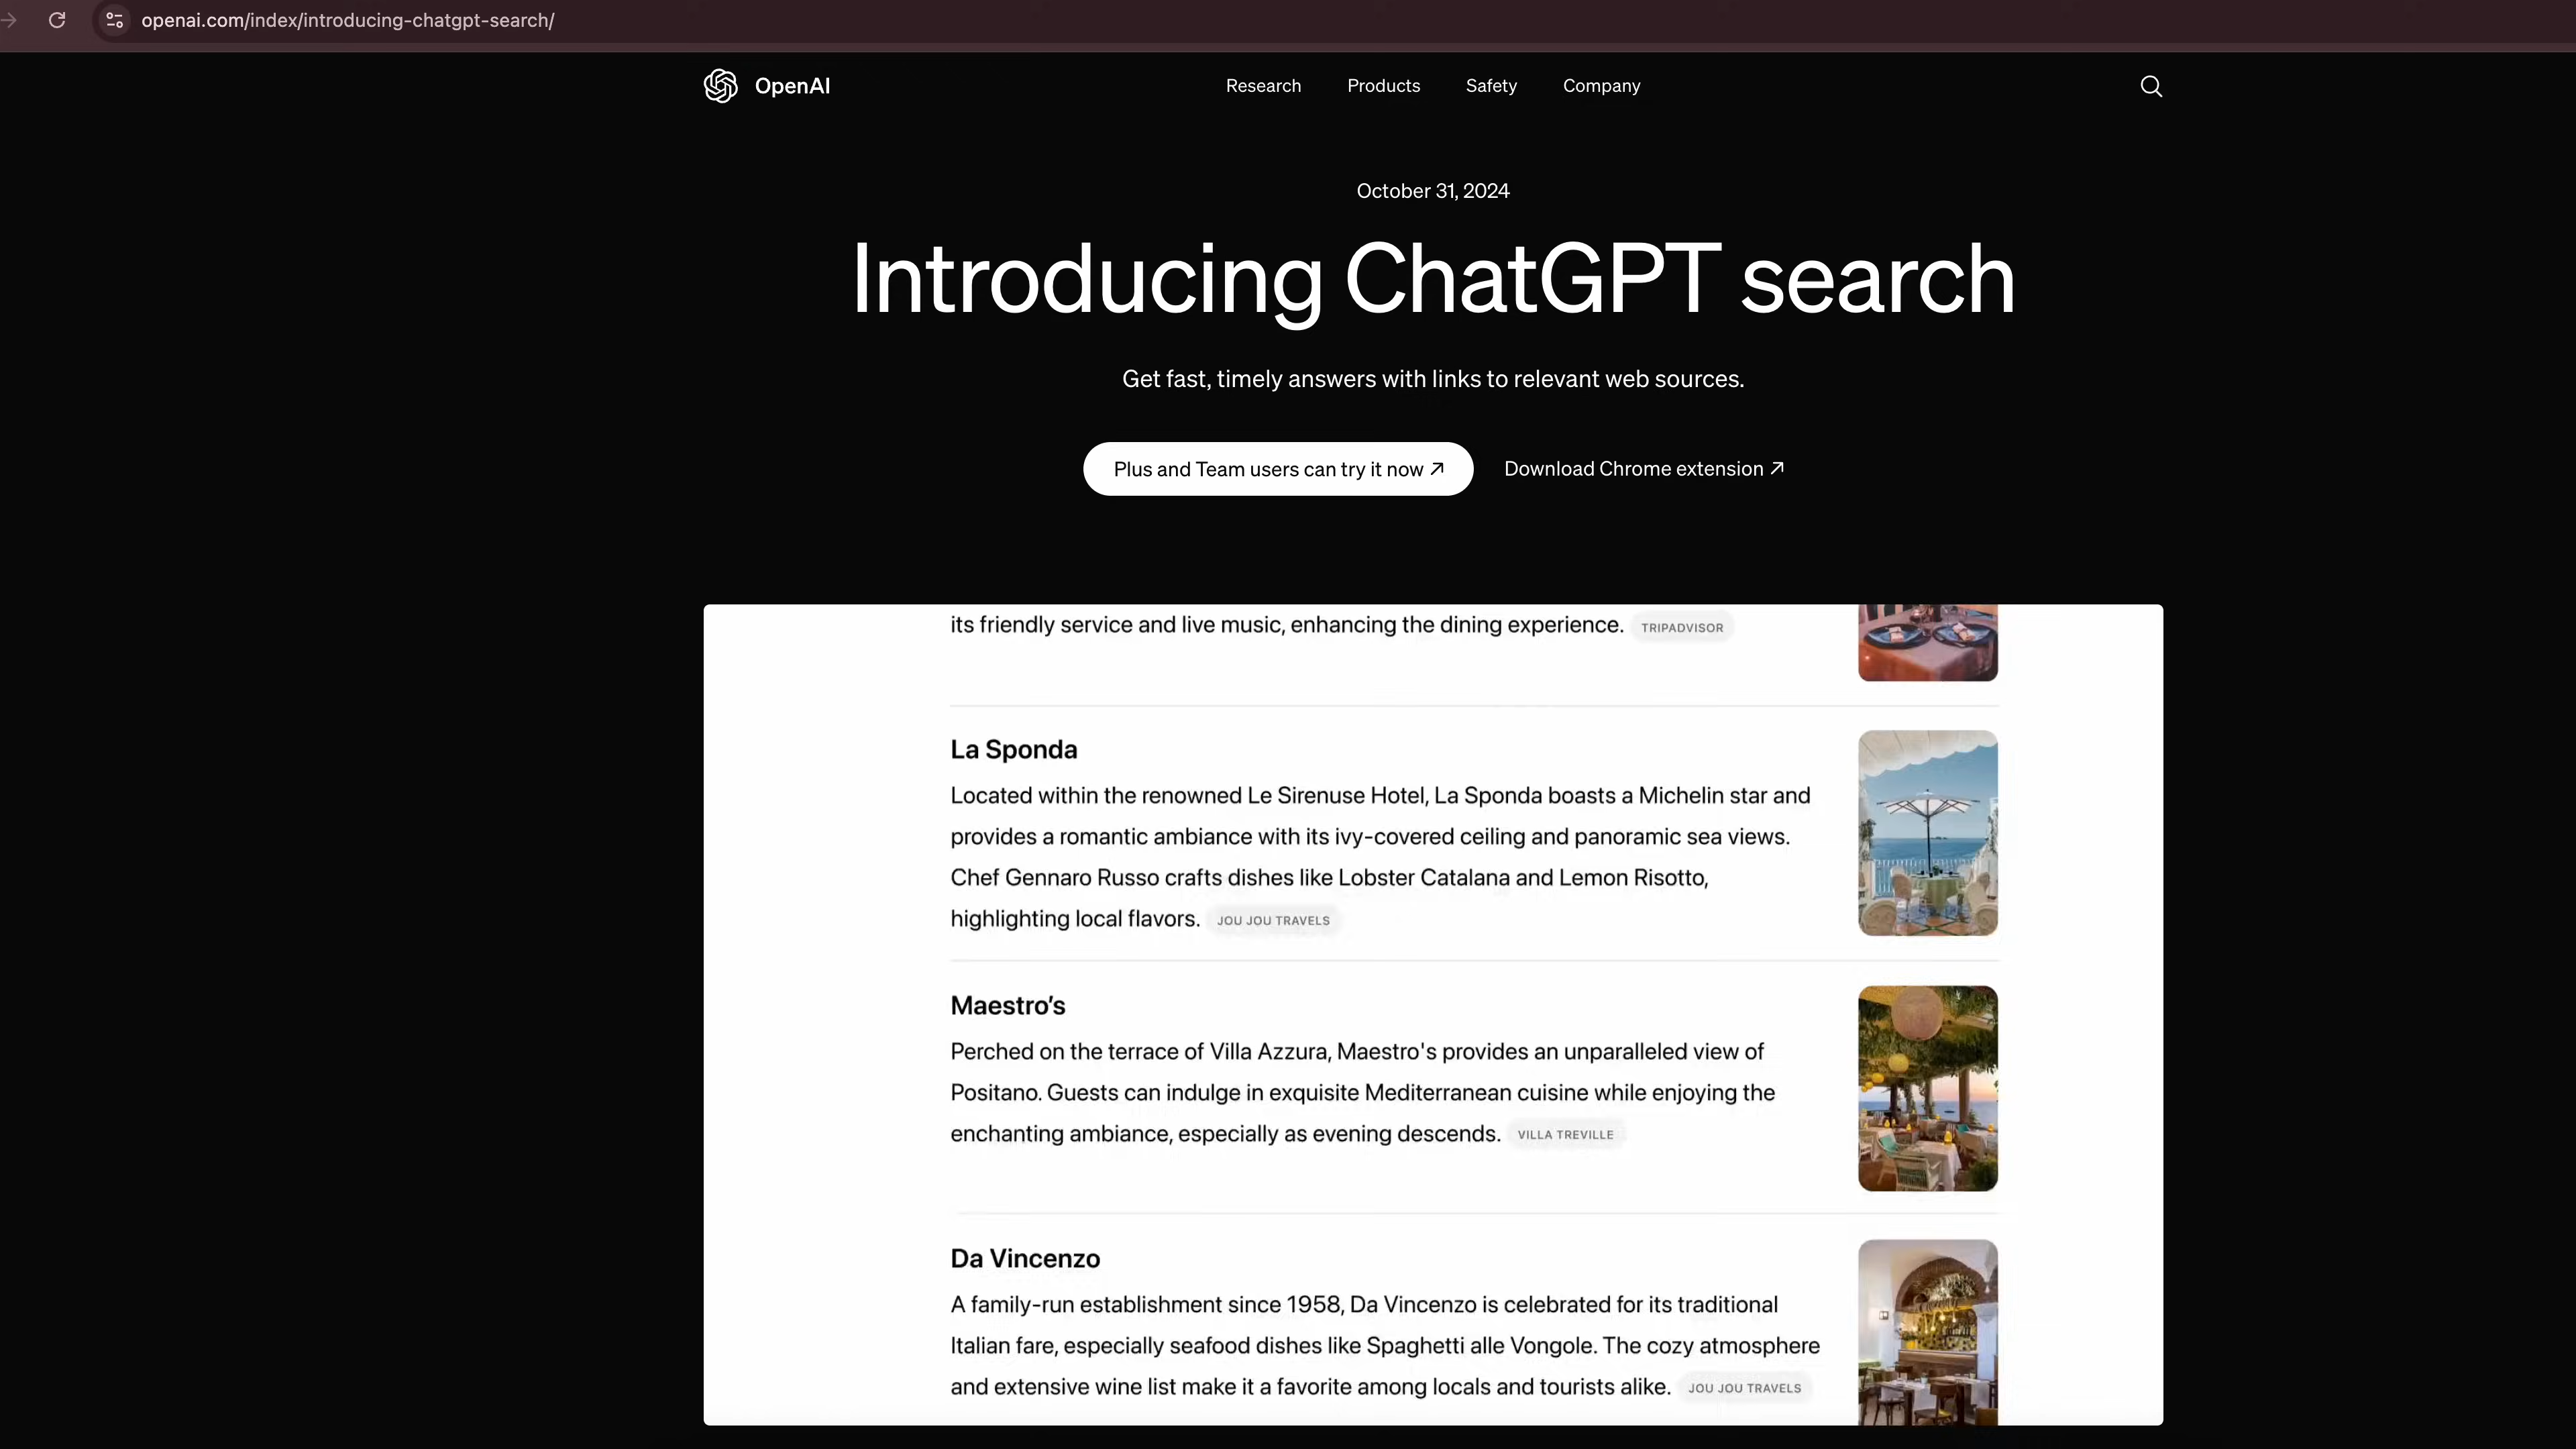 openai.com/index/introducing-chatgpt-search/
OpenAI
Research Products Safety Company
October 31, 2024
Introducing ChatGPT search
Get fast, timely answers with links to relevant web sources.
Plus and Team users can try it now ↗ Download Chrome extension ↗
its friendly service and live music, enhancing the dining experience. TRIPADVISOR
La Sponda
Located within the renowned Le Sirenuse Hotel, La Sponda boasts a Michelin star and
provides a romantic ambiance with its ivy-covered ceiling and panoramic sea views.
Chef Gennaro Russo crafts dishes like Lobster Catalana and Lemon Risotto,
highlighting local flavors. JOU JOU TRAVELS
Maestro’s
Perched on the terrace of Villa Azzura, Maestro's provides an unparalleled view of
Positano. Guests can indulge in exquisite Mediterranean cuisine while enjoying the
enchanting ambiance, especially as evening descends. VILLA TREVILLE
Da Vincenzo
A family-run establishment since 1958, Da Vincenzo is celebrated for its traditional
Italian fare, especially seafood dishes like Spaghetti alle Vongole. The cozy atmosphere
and extensive wine list make it a favorite among locals and tourists alike. JOU JOU TRAVELS